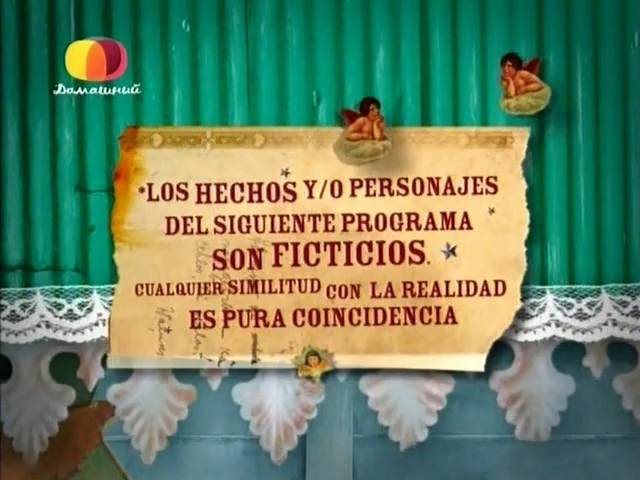 Домашний
*LOS HECHOS Y/O PERSONAJES
DEL SIGUIENTE PROGRAMA
SON FICTICIOS.
CUALQUIER SIMILITUD CON LA REALIDAD
ES PURA COINCIDENCIA